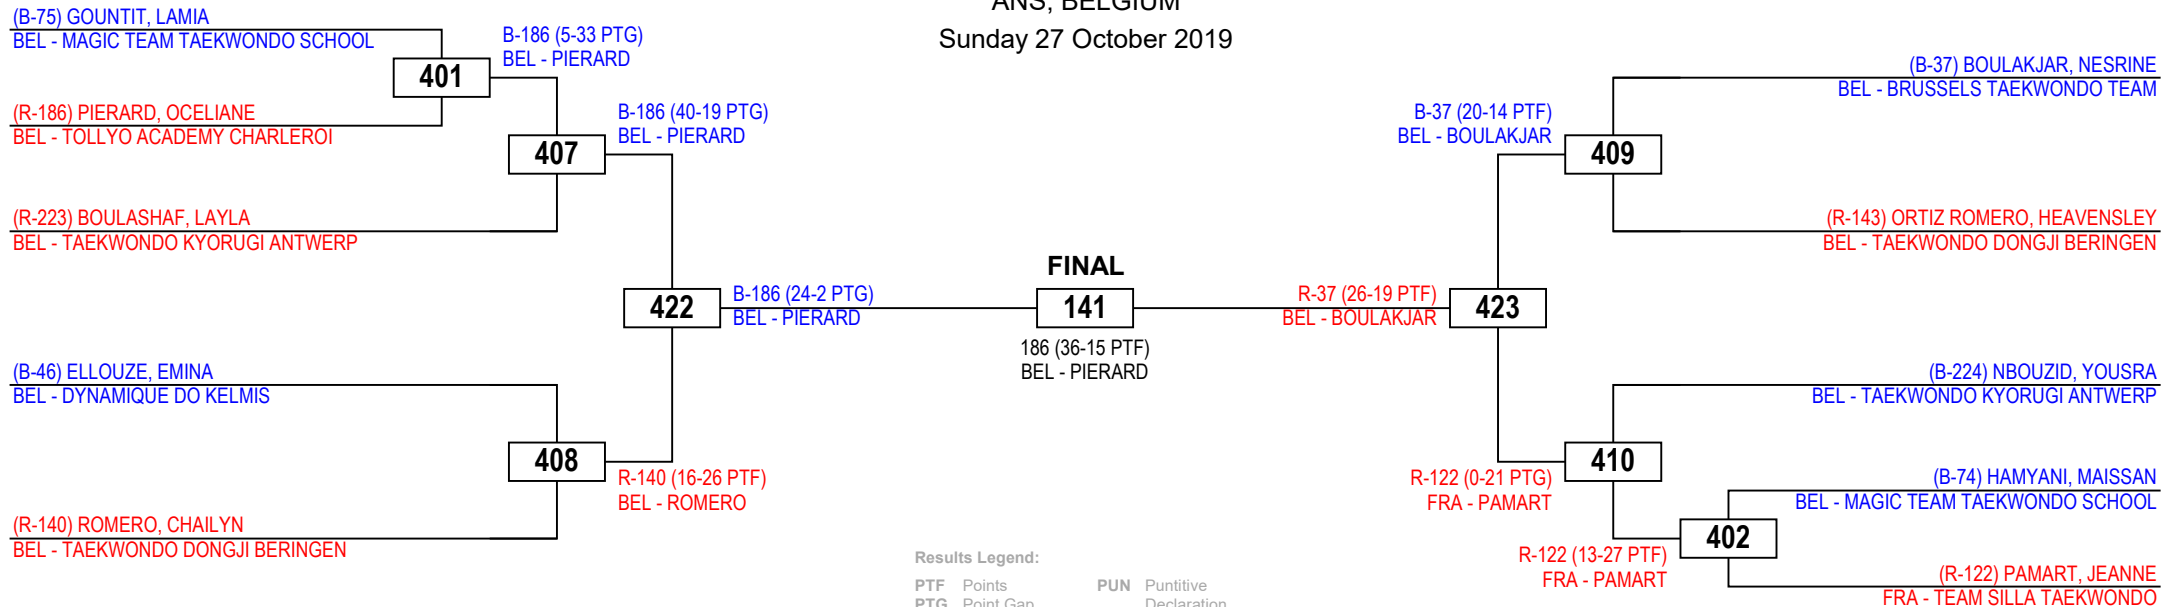 ANS, BELGIUM
Sunday 27 October 2019
(B-75) GOUNTIT, LAMIA
BEL - MAGIC TEAM TAEKWONDO SCHOOL
401
B-186 (5-33 PTG)
BEL - PIERARD
(R-186) PIERARD, OCELIANE
BEL - TOLLYO ACADEMY CHARLEROI
407
B-186 (40-19 PTG)
BEL - PIERARD
(R-223) BOULASHAF, LAYLA
BEL - TAEKWONDO KYORUGI ANTWERP
422
B-186 (24-2 PTG)
BEL - PIERARD
(B-46) ELLOUZE, EMINA
BEL - DYNAMIQUE DO KELMIS
408
R-140 (16-26 PTF)
BEL - ROMERO
(R-140) ROMERO, CHAILYN
BEL - TAEKWONDO DONGJI BERINGEN
FINAL
141
186 (36-15 PTF)
BEL - PIERARD
(B-37) BOULAKJAR, NESRINE
BEL - BRUSSELS TAEKWONDO TEAM
B-37 (20-14 PTF)
BEL - BOULAKJAR
409
(R-143) ORTIZ ROMERO, HEAVENSLEY
BEL - TAEKWONDO DONGJI BERINGEN
R-37 (26-19 PTF)
BEL - BOULAKJAR
423
(B-224) NBOUZID, YOUSRA
BEL - TAEKWONDO KYORUGI ANTWERP
R-122 (0-21 PTG)
FRA - PAMART
410
(B-74) HAMYANI, MAISSAN
BEL - MAGIC TEAM TAEKWONDO SCHOOL
R-122 (13-27 PTF)
FRA - PAMART
402
(R-122) PAMART, JEANNE
FRA - TEAM SILLA TAEKWONDO
Results Legend:
PTF Points PUN Puntitive
PTG Point Gap Declaration